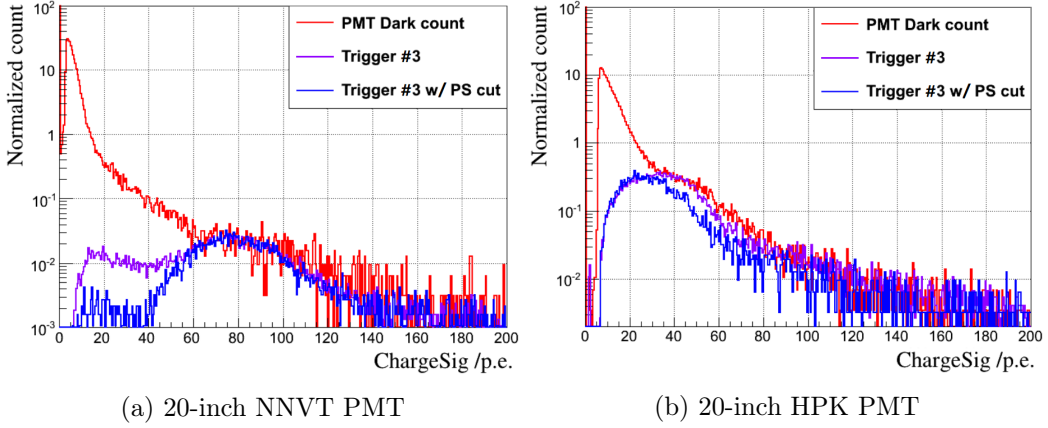 Normalized count
10²
10
1
10⁻¹
10⁻²
10⁻³
0 20 40 60 80 100 120 140 160 180 200
ChargeSig /p.e.
PMT Dark count
Trigger #3
Trigger #3 w/ PS cut
(a) 20-inch NNVT PMT
Normalized count
10²
10
1
10⁻¹
10⁻²
0 20 40 60 80 100 120 140 160 180 200
ChargeSig /p.e.
PMT Dark count
Trigger #3
Trigger #3 w/ PS cut
(b) 20-inch HPK PMT